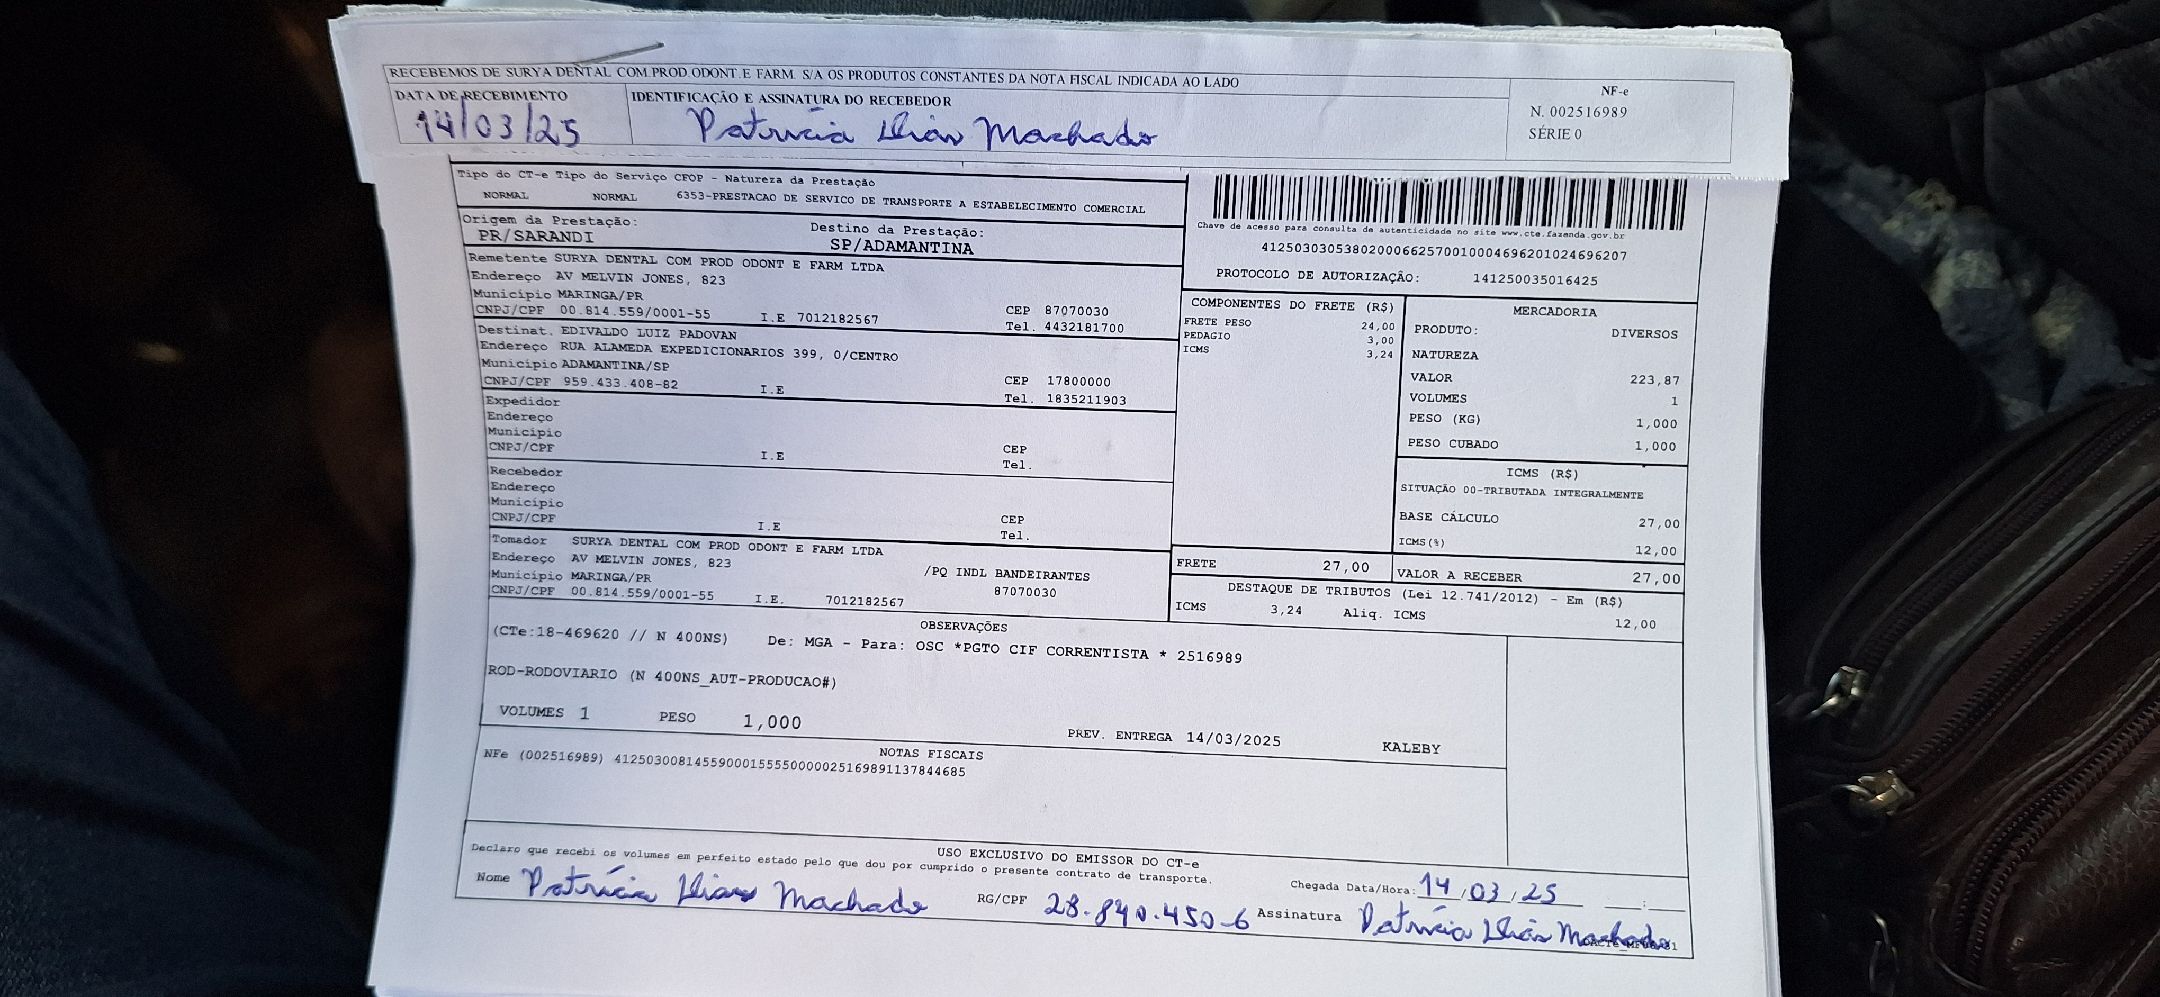 RECEBEMOS DE SURYA DENTAL COM PROD.ODONT.E FARM. S/A OS PRODUTOS CONSTANTES DA NOTA FISCAL INDICADA AO LADO
DATA DE RECEBIMENTO IDENTIFICAÇÃO E ASSINATURA DO RECEBEDOR
14/03/25 Patrícia Machado
NF-e
N. 002516989
SÉRIE 0
Tipo do CT-e Tipo do Serviço CFOP - Natureza da Prestação
NORMAL NORMAL 6353-PRESTACAO DE SERVICO DE TRANSPORTE A ESTABELECIMENTO COMERCIAL
Origem da Prestação: Destino da Prestação:
PR/SARANDI SP/ADAMANTINA
Remetente SURYA DENTAL COM PROD ODONT E FARM LTDA
Endereço AV MELVIN JONES, 823
Município MARINGA/PR CEP 87070030
CNPJ/CPF 00.814.559/0001-55 I.E 7012182567 Tel. 4432181700
Destinat. EDIVALDO LUIZ PADOVAN
Endereço RUA ALAMEDA EXPEDICIONARIOS 399, 0/CENTRO
Município ADAMANTINA/SP CEP 17800000
CNPJ/CPF 959.433.408-82 I.E Tel. 1835211903
Expedidor
Endereço
Município CEP
CNPJ/CPF I.E Tel.
Recebedor
Endereço
Município CEP
CNPJ/CPF I.E Tel.
Tomador SURYA DENTAL COM PROD ODONT E FARM LTDA
Endereço AV MELVIN JONES, 823 /PQ INDL BANDEIRANTES
Município MARINGA/PR 87070030
CNPJ/CPF 00.814.559/0001-55 I.E. 7012182567
Chave de acesso para consulta de autenticidade no site www.cte.fazenda.gov.br
41250303053802000662570010004696201024696207
PROTOCOLO DE AUTORIZAÇÃO: 141250035016425
COMPONENTES DO FRETE (R$)
FRETE PESO 24,00
PEDAGIO 3,00
ICMS 3,24
MERCADORIA
PRODUTO: DIVERSOS
NATUREZA
VALOR 223,87
VOLUMES 1
PESO (KG) 1,000
PESO CUBADO 1,000
ICMS (R$)
SITUAÇÃO 00-TRIBUTADA INTEGRALMENTE
BASE CÁLCULO 27,00
ICMS(%) 12,00
FRETE 27,00 VALOR A RECEBER 27,00
DESTAQUE DE TRIBUTOS (Lei 12.741/2012) - Em (R$)
ICMS 3,24 Aliq. ICMS 12,00
OBSERVAÇÕES
(CTe:18-469620 // N 400NS) De: MGA - Para: OSC *PGTO CIF CORRENTISTA * 2516989
ROD-RODOVIARIO (N 400NS_AUT-PRODUCAO#)
VOLUMES 1 PESO 1,000 PREV. ENTREGA 14/03/2025 KALEBY
NOTAS FISCAIS
NFe (002516989) 41250300814559000155550000025169891137844685
USO EXCLUSIVO DO EMISSOR DO CT-e
Declaro que recebi os volumes em perfeito estado pelo que dou por cumprido o presente contrato de transporte.
Chegada Data/Hora: 14/03/25 __:__
Nome Patrícia Machado RG/CPF 28.840.450-6 Assinatura Patrícia Machado